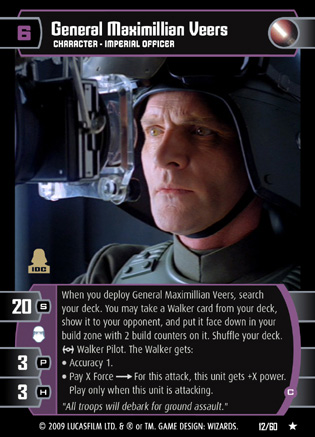 6
General Maximillian Veers
CHARACTER - IMPERIAL OFFICER
IDC
20 S
3 P
3 H
When you deploy General Maximillian Veers, search
your deck. You may take a Walker card from your deck,
show it to your opponent, and put it face down in your
build zone with 2 build counters on it. Shuffle your deck.
Walker Pilot. The Walker gets:
• Accuracy 1.
• Pay X Force → For this attack, this unit gets +X power.
Play only when this unit is attacking.
"All troops will debark for ground assault."
C
© 2009 LUCASFILM LTD. & ® or TM. GAME DESIGN: WIZARDS.
12/60 ★